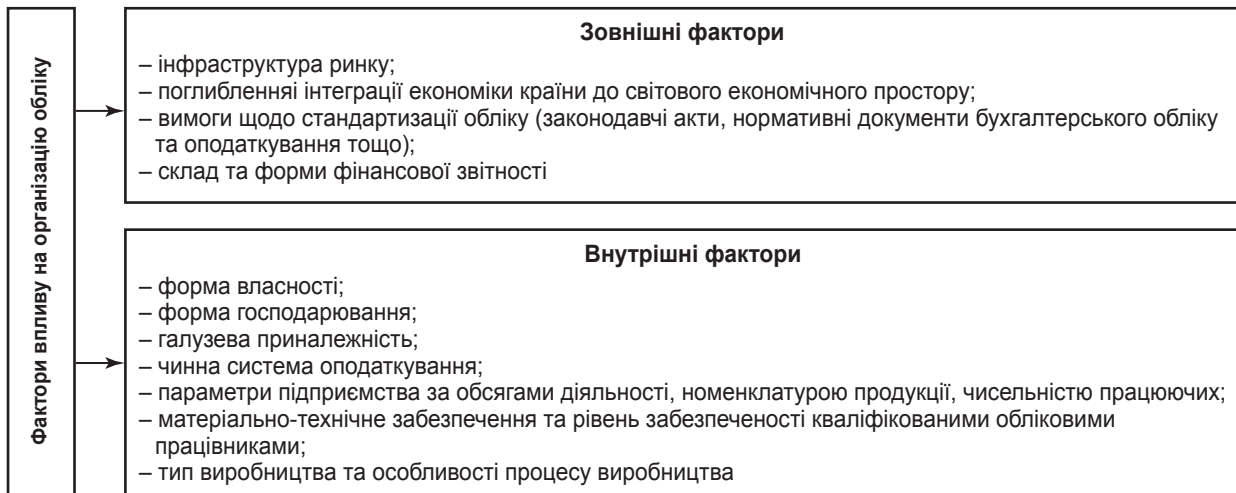 Фактори впливу на організацію обліку
Зовнішні фактори
– інфраструктура ринку;
– поглибленняі інтеграції економіки країни до світового економічного простору;
– вимоги щодо стандартизації обліку (законодавчі акти, нормативні документи бухгалтерського обліку
та оподаткування тощо);
– склад та форми фінансової звітності
Внутрішні фактори
– форма власності;
– форма господарювання;
– галузева приналежність;
– чинна система оподаткування;
– параметри підприємства за обсягами діяльності, номенклатурою продукції, чисельністю працюючих;
– матеріально-технічне забезпечення та рівень забезпеченості кваліфікованими обліковими
працівниками;
– тип виробництва та особливості процесу виробництва